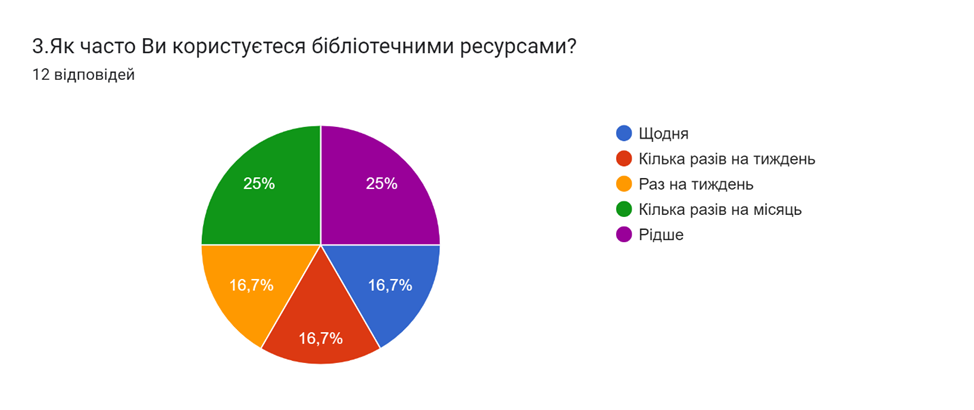 3.Як часто Ви користуєтеся бібліотечними ресурсами?
12 відповідей
25%
25%
16,7%
16,7%
16,7%
Щодня
Кілька разів на тиждень
Раз на тиждень
Кілька разів на місяць
Рідше